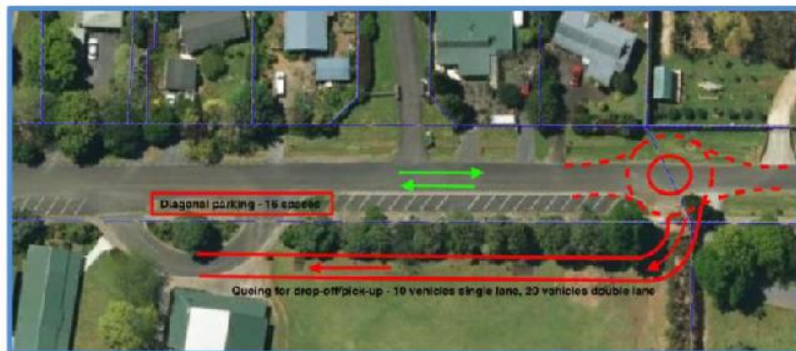 Diagonal parking - 16 spaces
Queing for drop-off/pick-up - 10 vehicles single lane, 20 vehicles double lane